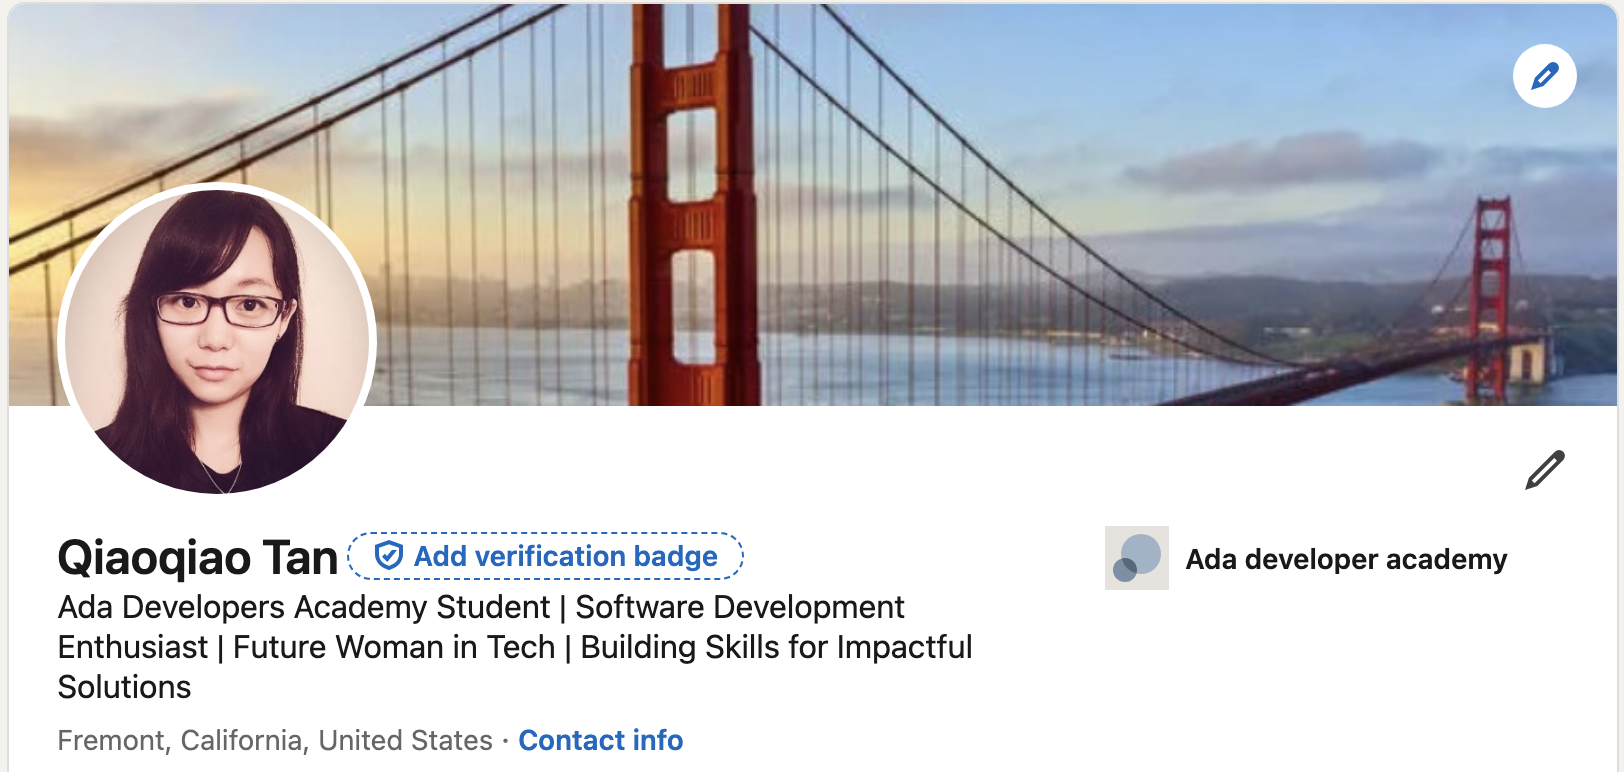 Qiaoqiao Tan Add verification badge
Ada Developers Academy Student | Software Development
Enthusiast | Future Woman in Tech | Building Skills for Impactful
Solutions
Fremont, California, United States · Contact info
Ada developer academy